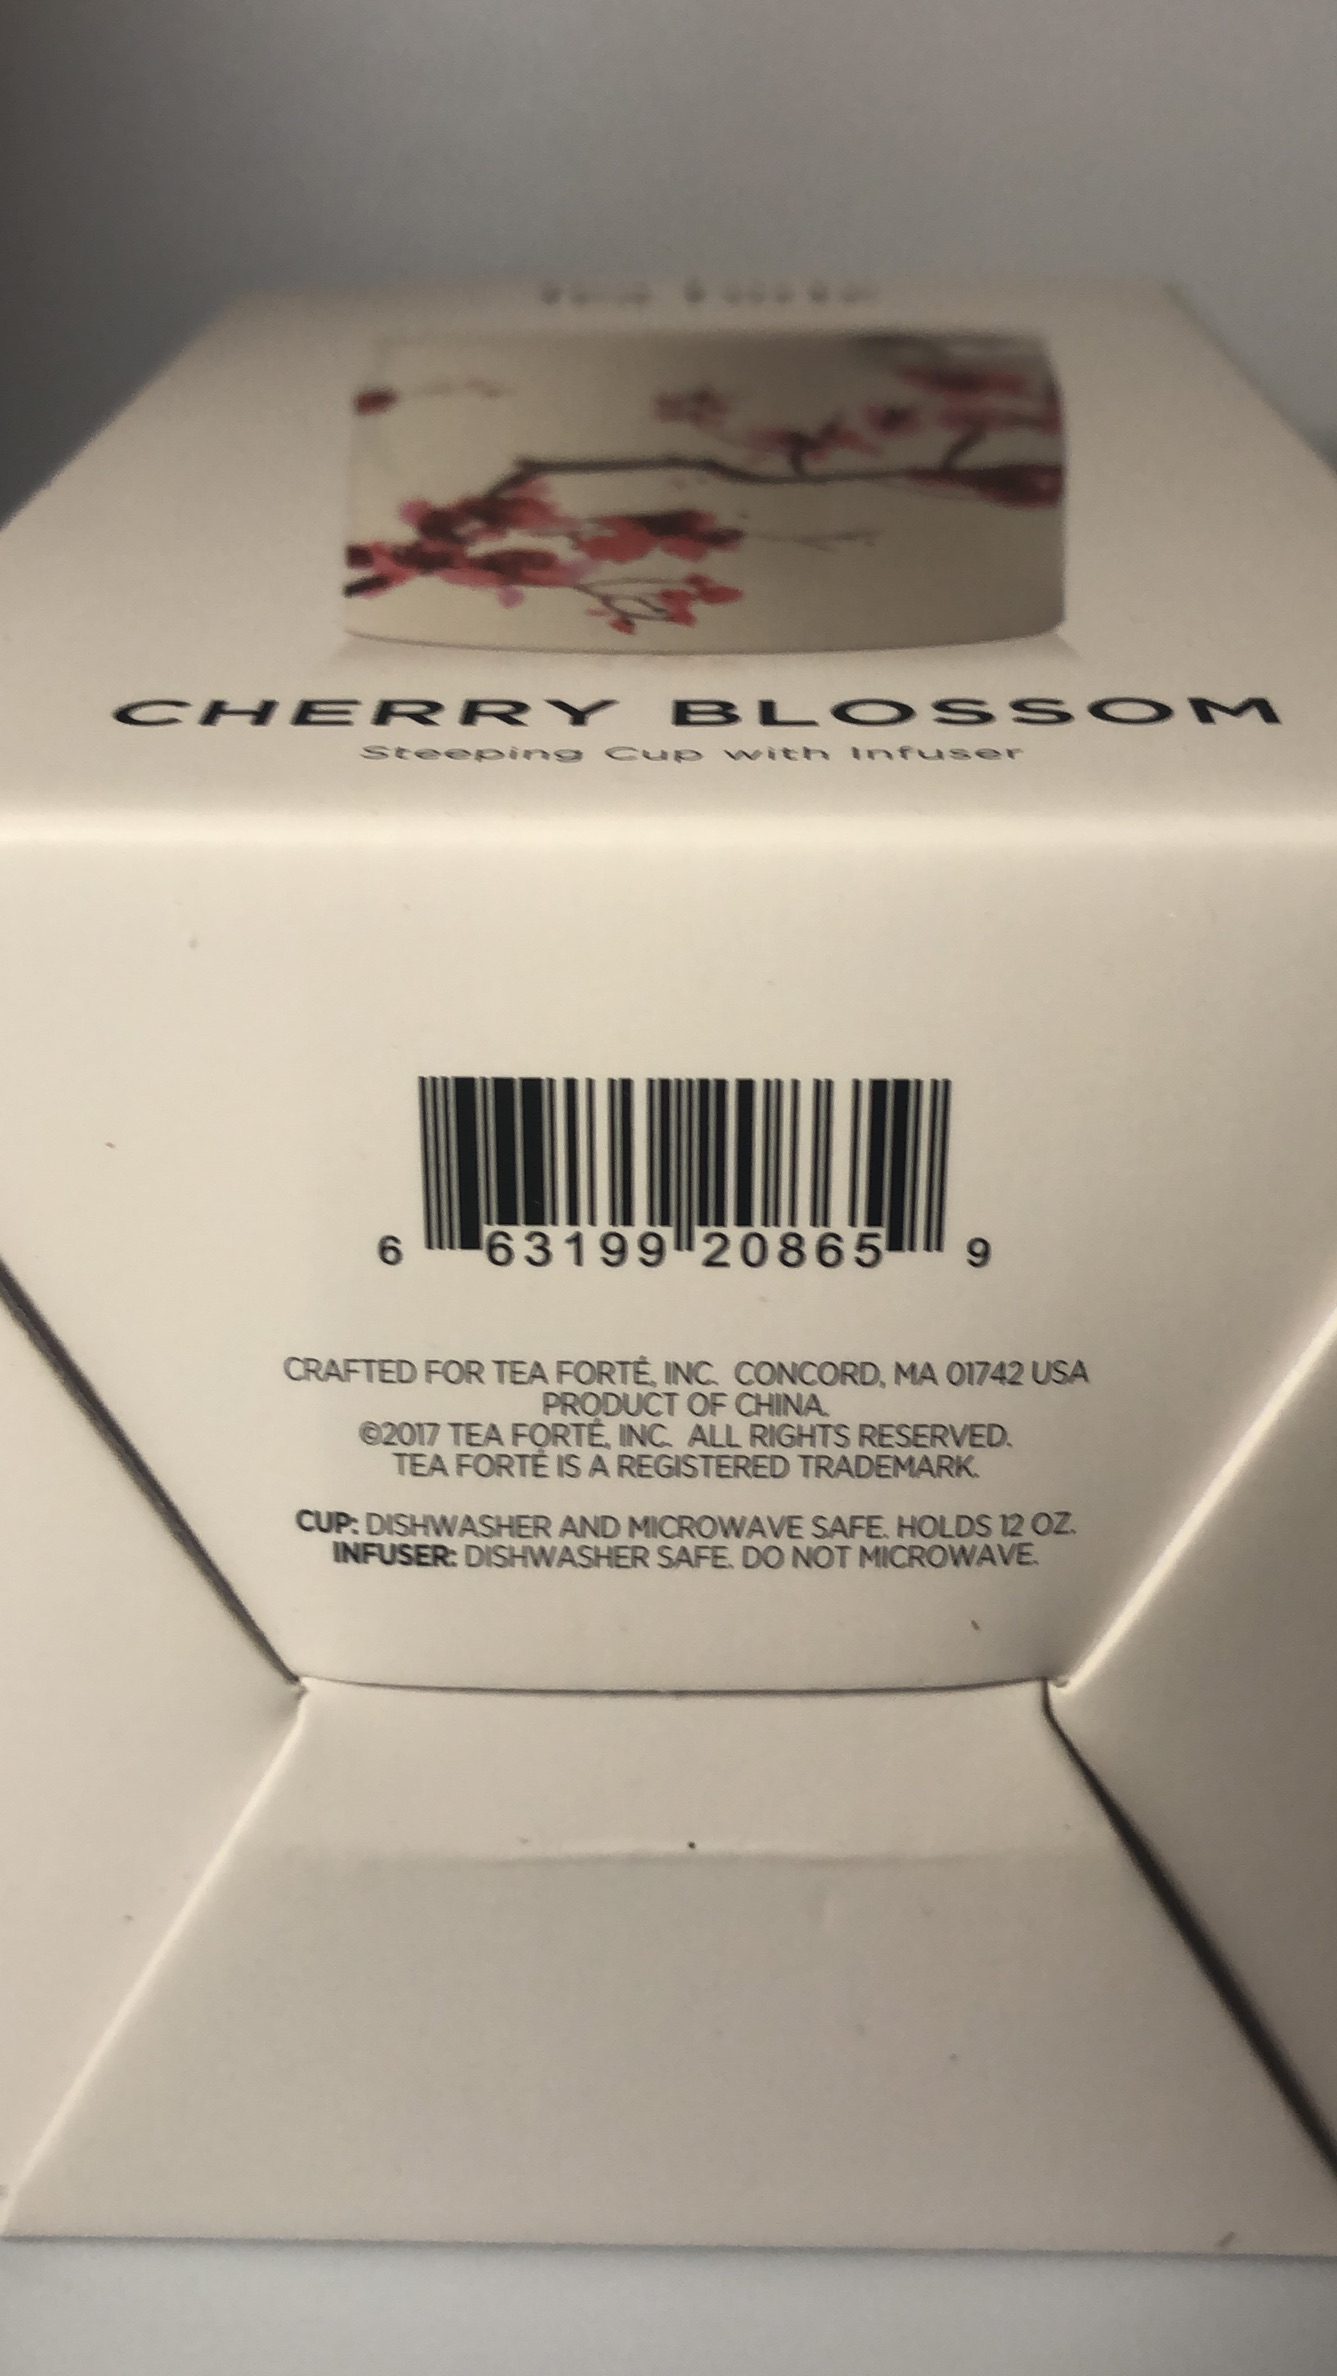 CHERRY BLOSSOM
Steeping Cup with Infuser
6 63199 20865 9
CRAFTED FOR TEA FORTÉ, INC. CONCORD, MA 01742 USA
PRODUCT OF CHINA.
©2017 TEA FORTÉ, INC. ALL RIGHTS RESERVED.
TEA FORTÉ IS A REGISTERED TRADEMARK.
CUP: DISHWASHER AND MICROWAVE SAFE. HOLDS 12 OZ.
INFUSER: DISHWASHER SAFE. DO NOT MICROWAVE.